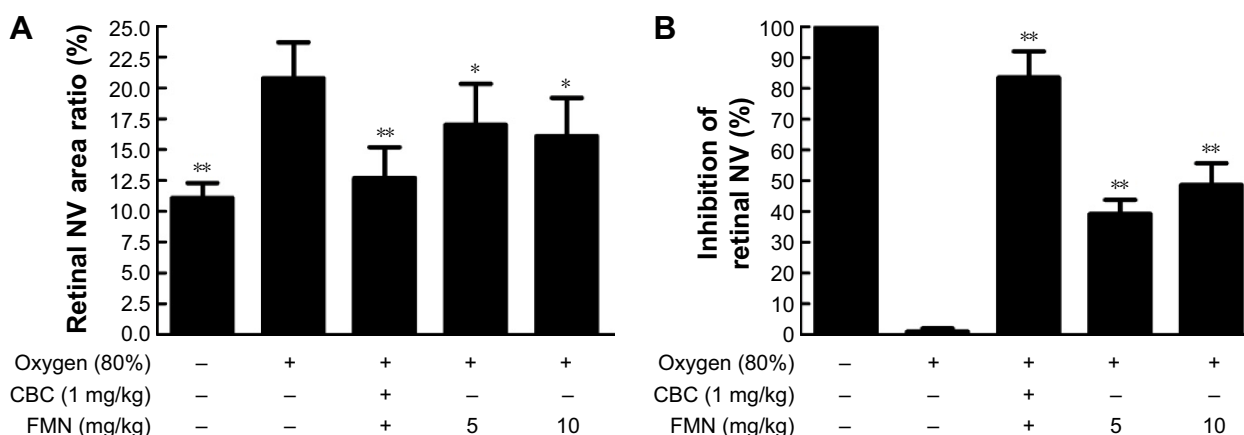 A
Retinal NV area ratio (%)
25.0
22.5
20.0
17.5
15.0
12.5
10.0
7.5
5.0
2.5
0.0
**
**
*
*
Oxygen (80%) – + + + +
CBC (1 mg/kg) – – + – –
FMN (mg/kg) – – + 5 10
B
Inhibition of
retinal NV (%)
100
90
80
70
60
50
40
30
20
10
0
**
**
**
Oxygen (80%) – + + + +
CBC (1 mg/kg) – – + – –
FMN (mg/kg) – – + 5 10